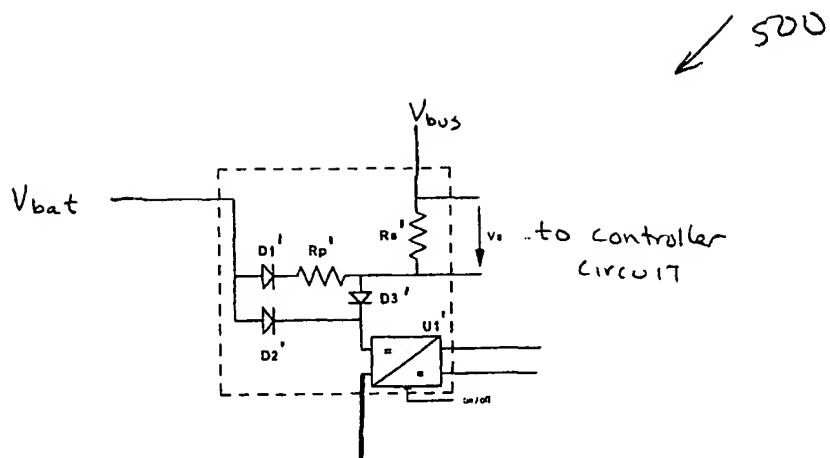 500
Vbus
Vbat
D1' Rp' Rs' Vs ..to controller
circuit
D3'
D2' U1'
=
=
on/off